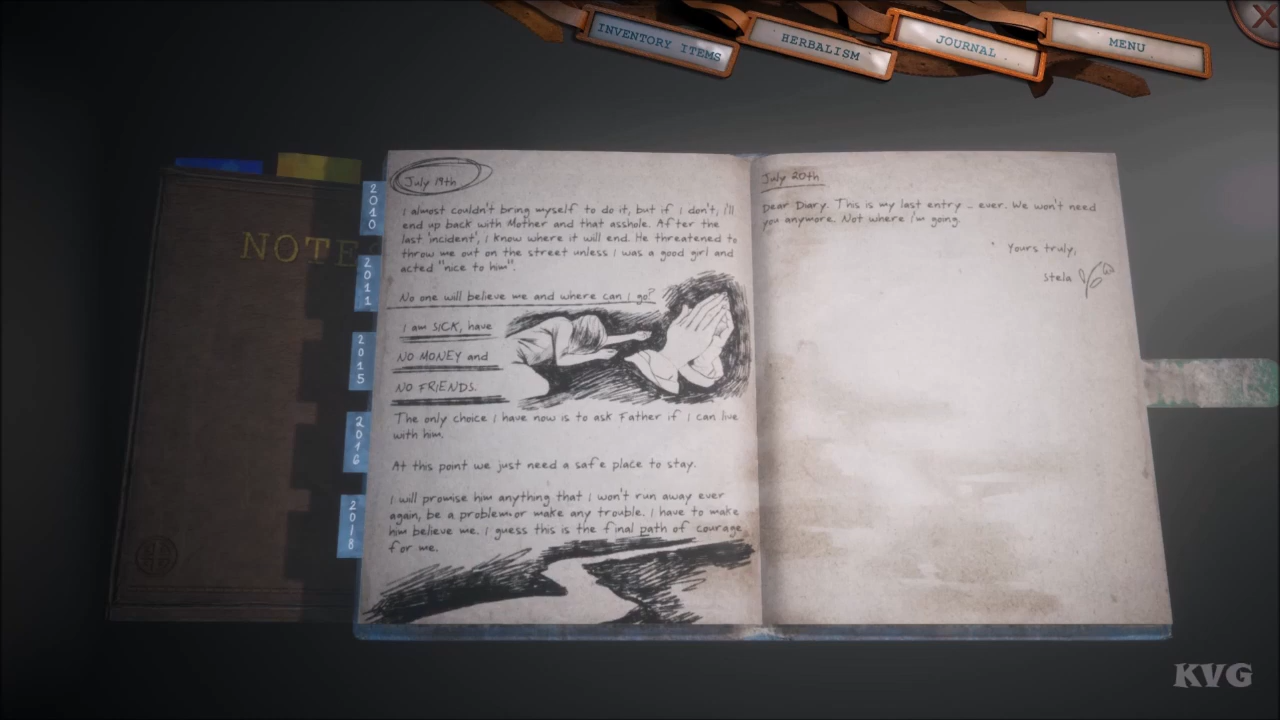 INVENTORY ITEMS
HERBALISM
JOURNAL
MENU
NOTE
2010
2011
2015
2016
2018
July 19th
I almost couldn't bring myself to do it, but if I don't, I'll
end up back with Mother and that asshole. After the
last 'incident', I know where it will end. He threatened to
throw me out on the street unless I was a good girl and
acted "nice to him".
No one will believe me and where can I go?
I am SICK, have
NO MONEY and
NO FRIENDS.
The only choice I have now is to ask Father if I can live
with him.
At this point we just need a safe place to stay.
I will promise him anything that I won't run away ever
again, be a problem or make any trouble. I have to make
him believe me. I guess this is the final path of courage
for me.
July 20th
Dear Diary. This is my last entry - ever. We won't need
you anymore. Not where I'm going.
Yours truly,
Stela
KVG